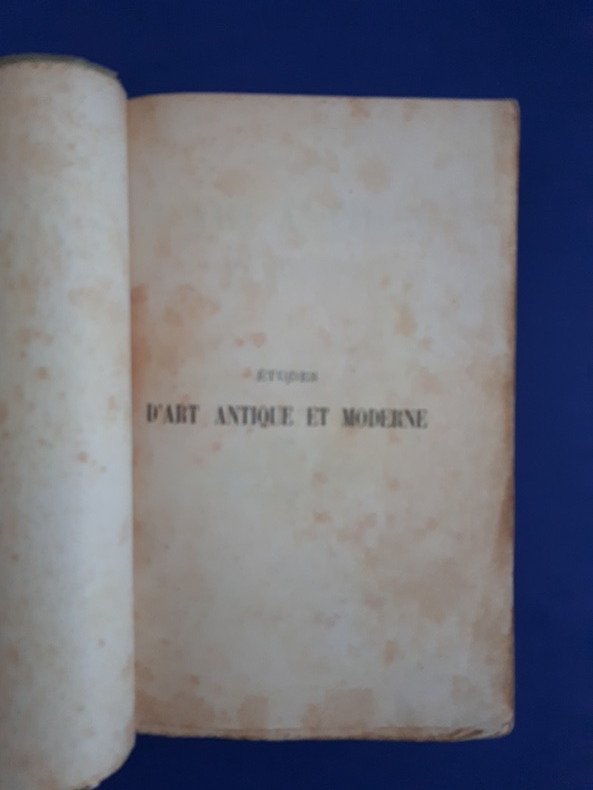 ÉTUDES
D'ART ANTIQUE ET MODERNE